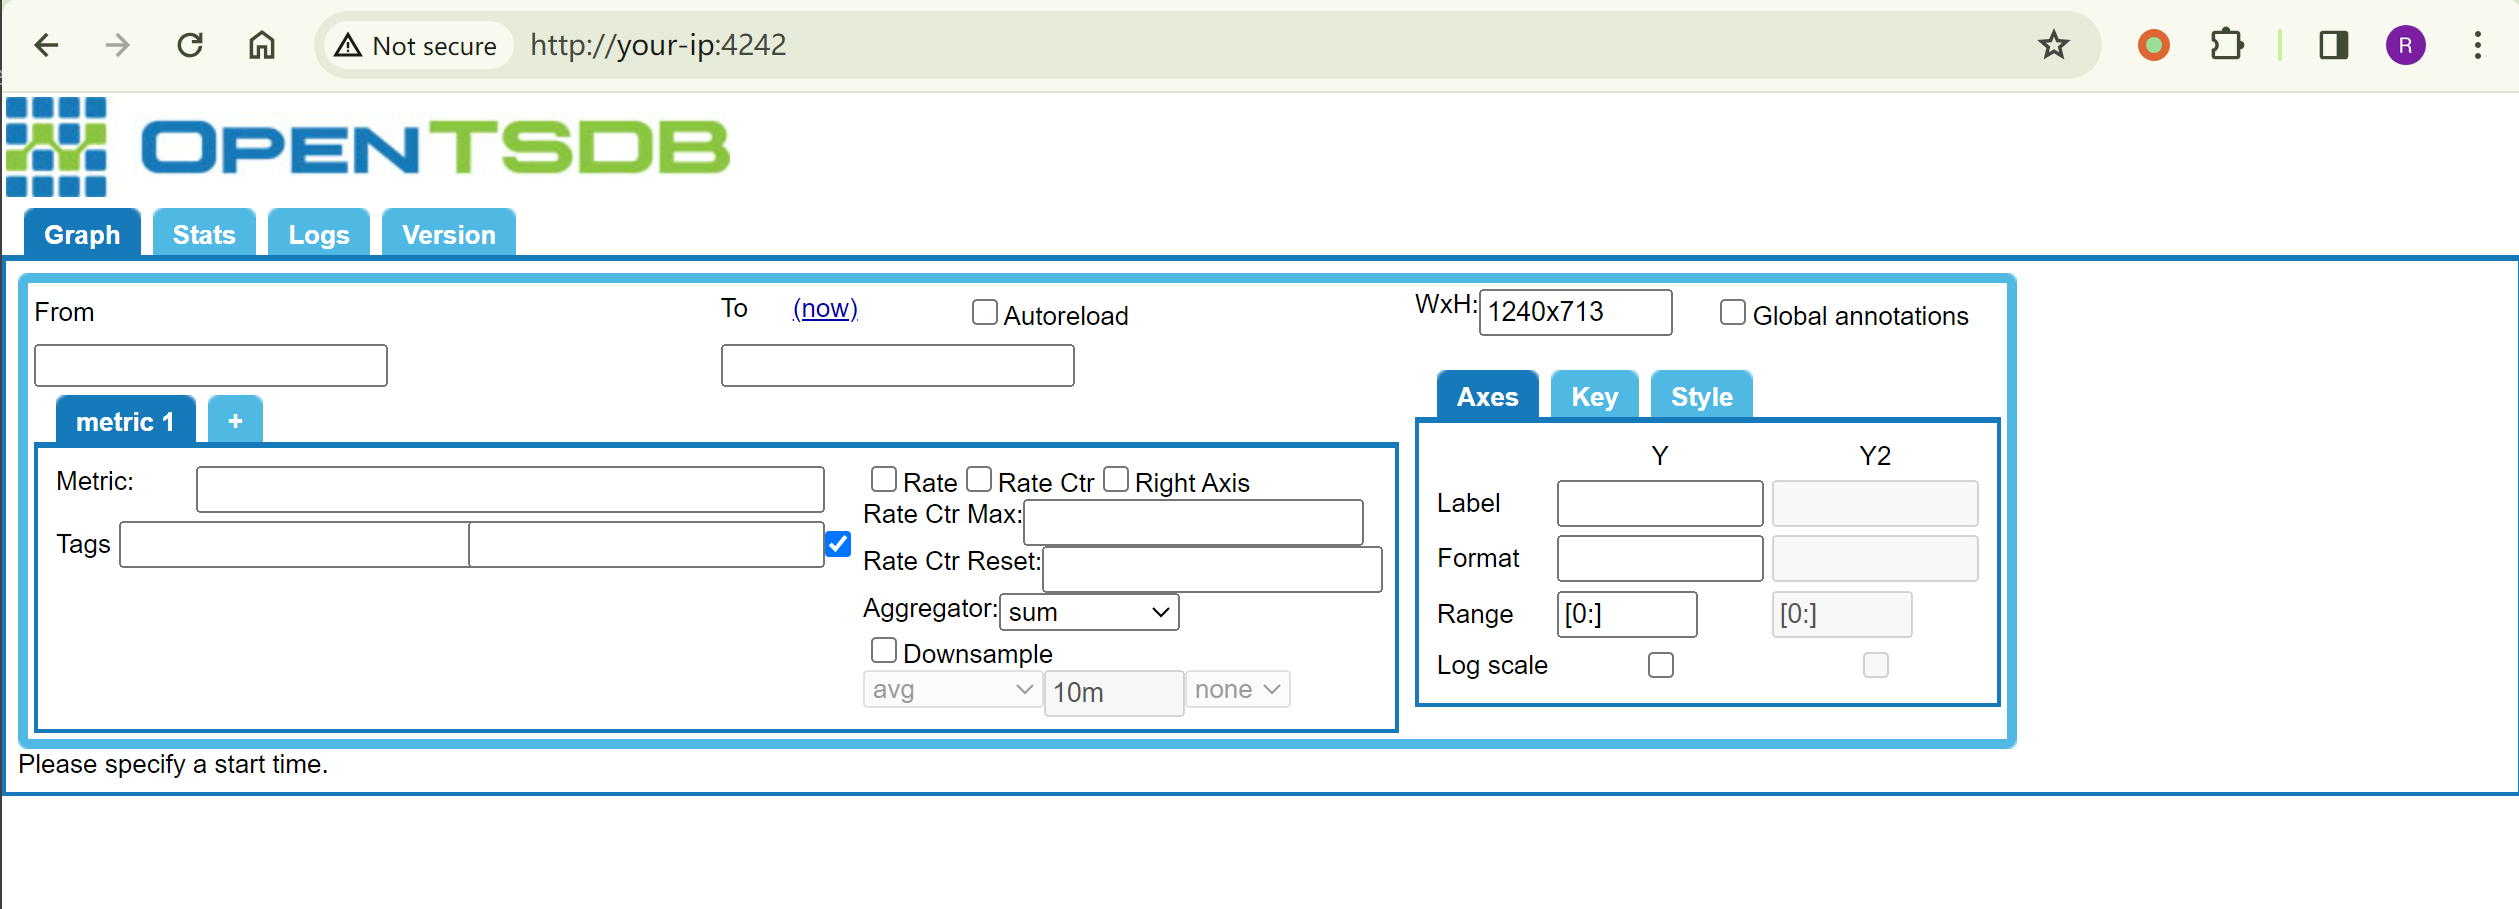 Not secure http://your-ip:4242 R
OPENTSDB
Graph Stats Logs Version
From To (now) Autoreload WxH: 1240x713 Global annotations
metric 1 + Axes Key Style
Y Y2
Metric: Rate Rate Ctr Right Axis
Label
Rate Ctr Max:
Tags
Format
Rate Ctr Reset:
Aggregator: sum
Range [0:] [0:]
Downsample
Log scale
avg 10m none
Please specify a start time.